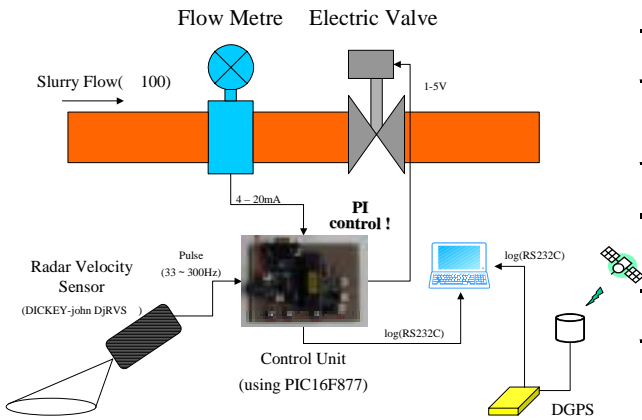 Flow Metre
Electric Valve
Slurry Flow( 100)
1-5V
4 – 20mA
PI
control !
Pulse
(33 ~ 300Hz)
Radar Velocity
Sensor
(DICKEY-john DjRVS )
log(RS232C)
log(RS232C)
Control Unit
(using PIC16F877)
DGPS